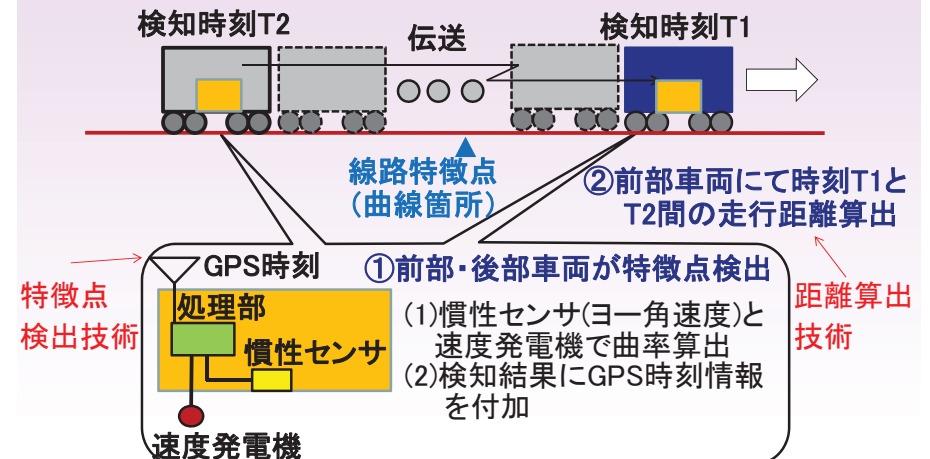 検知時刻T2
伝送
検知時刻T1
線路特徴点
(曲線箇所)
②前部車両にて時刻T1と
T2間の走行距離算出
特徴点
検出技術
GPS時刻
処理部
慣性センサ
速度発電機
①前部・後部車両が特徴点検出
(1)慣性センサ(ヨー角速度)と
速度発電機で曲率算出
(2)検知結果にGPS時刻情報
を付加
距離算出
技術